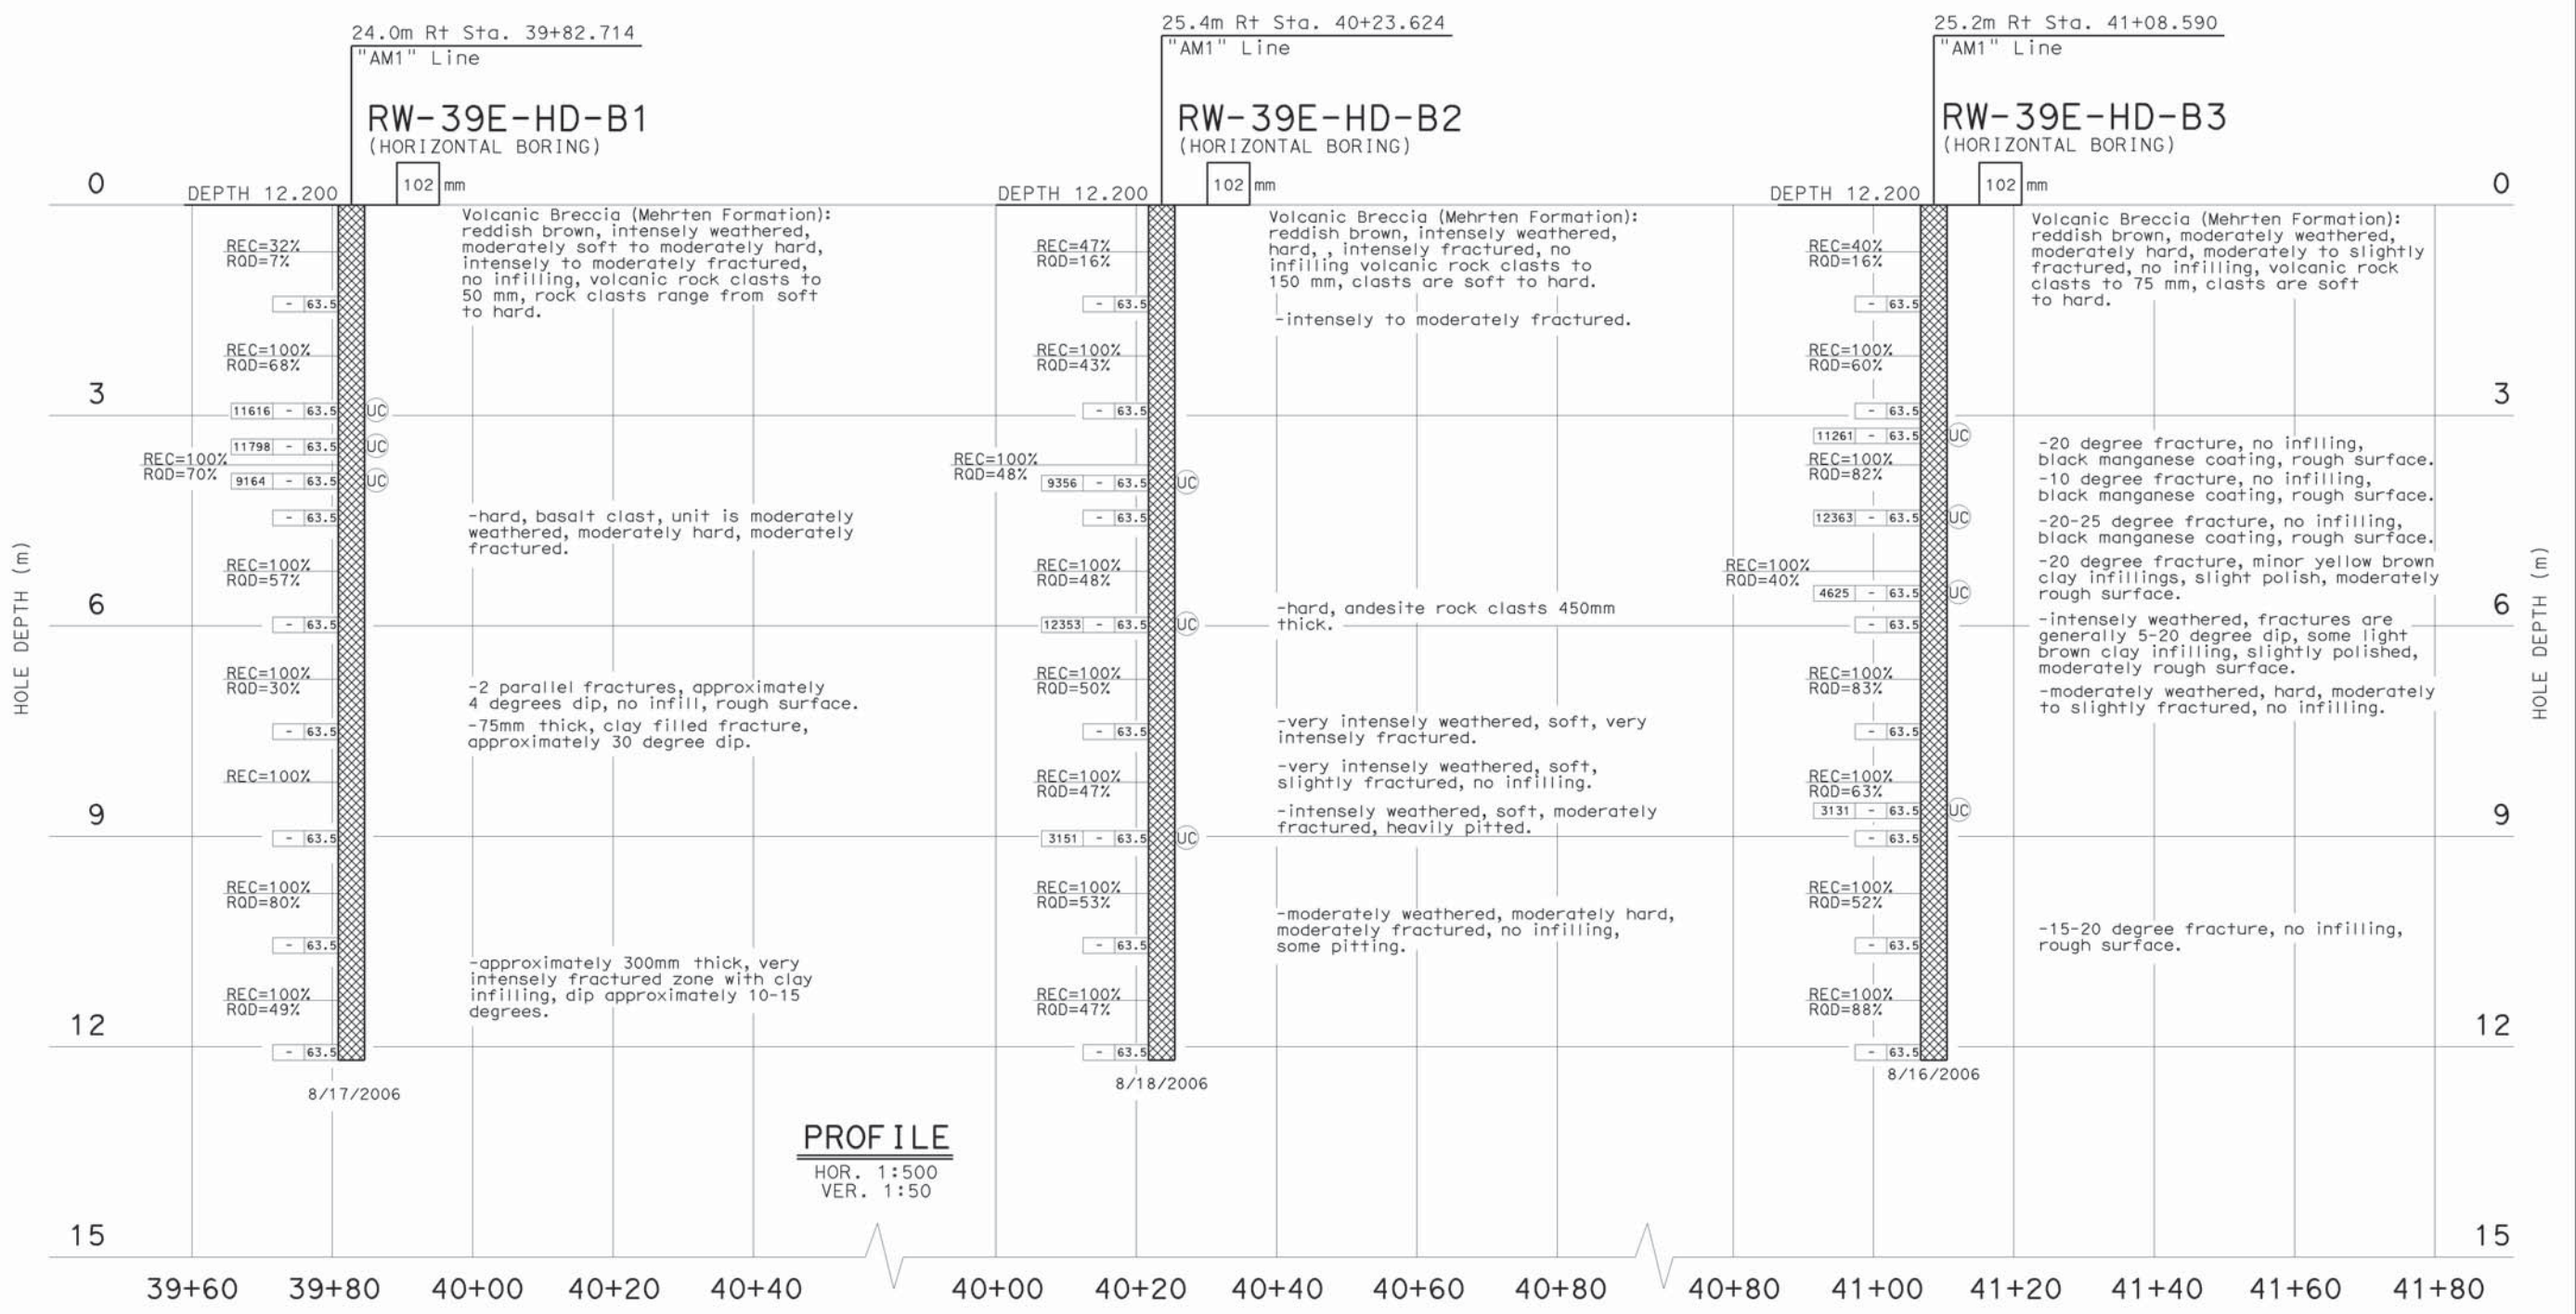 24.0m Rt Sta. 39+82.714
"AM1" Line
RW-39E-HD-B1
(HORIZONTAL BORING)
102 mm
DEPTH 12.200
Volcanic Breccia (Mehrten Formation):
reddish brown, intensely weathered,
moderately soft to moderately hard,
intensely to moderately fractured,
no infilling, volcanic rock clasts to
50 mm, rock clasts range from soft
to hard.
REC=32%
RQD=7%
- 63.5
REC=100%
RQD=68%
11616 - 63.5 UC
11798 - 63.5 UC
REC=100%
RQD=70%
9164 - 63.5 UC
- 63.5
-hard, basalt clast, unit is moderately
weathered, moderately hard, moderately
fractured.
REC=100%
RQD=57%
- 63.5
REC=100%
RQD=30%
-2 parallel fractures, approximately
4 degrees dip, no infill, rough surface.
-75mm thick, clay filled fracture,
approximately 30 degree dip.
- 63.5
REC=100%
- 63.5
REC=100%
RQD=80%
- 63.5
-approximately 300mm thick, very
intensely fractured zone with clay
infilling, dip approximately 10-15
degrees.
REC=100%
RQD=49%
- 63.5
8/17/2006
25.4m Rt Sta. 40+23.624
"AM1" Line
RW-39E-HD-B2
(HORIZONTAL BORING)
102 mm
DEPTH 12.200
Volcanic Breccia (Mehrten Formation):
reddish brown, intensely weathered,
hard, , intensely fractured, no
infilling volcanic rock clasts to
150 mm, clasts are soft to hard.
-intensely to moderately fractured.
REC=47%
RQD=16%
- 63.5
REC=100%
RQD=43%
- 63.5
REC=100%
RQD=48%
9356 - 63.5 UC
- 63.5
REC=100%
RQD=48%
-hard, andesite rock clasts 450mm
thick.
12353 - 63.5 UC
REC=100%
RQD=50%
-very intensely weathered, soft, very
intensely fractured.
- 63.5
-very intensely weathered, soft,
slightly fractured, no infilling.
REC=100%
RQD=47%
-intensely weathered, soft, moderately
fractured, heavily pitted.
3151 - 63.5 UC
REC=100%
RQD=53%
-moderately weathered, moderately hard,
moderately fractured, no infilling,
some pitting.
- 63.5
REC=100%
RQD=47%
- 63.5
8/18/2006
25.2m Rt Sta. 41+08.590
"AM1" Line
RW-39E-HD-B3
(HORIZONTAL BORING)
102 mm
DEPTH 12.200
Volcanic Breccia (Mehrten Formation):
reddish brown, moderately weathered,
moderately hard, moderately to slightly
fractured, no infilling, volcanic rock
clasts to 75 mm, clasts are soft
to hard.
REC=40%
RQD=16%
- 63.5
REC=100%
RQD=60%
- 63.5
11261 - 63.5 UC
-20 degree fracture, no inflling,
black manganese coating, rough surface.
REC=100%
RQD=82%
-10 degree fracture, no infilling,
black manganese coating, rough surface.
12363 - 63.5 UC
-20-25 degree fracture, no infilling,
black manganese coating, rough surface.
REC=100%
RQD=40%
-20 degree fracture, minor yellow brown
clay infillings, slight polish, moderately
rough surface.
4625 - 63.5 UC
- 63.5
-intensely weathered, fractures are
generally 5-20 degree dip, some light
brown clay infilling, slightly polished,
moderately rough surface.
REC=100%
RQD=83%
-moderately weathered, hard, moderately
to slightly fractured, no infilling.
- 63.5
REC=100%
RQD=63%
3131 - 63.5 UC
- 63.5
REC=100%
RQD=52%
-15-20 degree fracture, no infilling,
rough surface.
- 63.5
REC=100%
RQD=88%
- 63.5
8/16/2006
HOLE DEPTH (m)
0
3
6
9
12
15
HOLE DEPTH (m)
0
3
6
9
12
15
PROFILE
HOR. 1:500
VER. 1:50
39+60 39+80 40+00 40+20 40+40 40+00 40+20 40+40 40+60 40+80 40+80 41+00 41+20 41+40 41+60 41+80